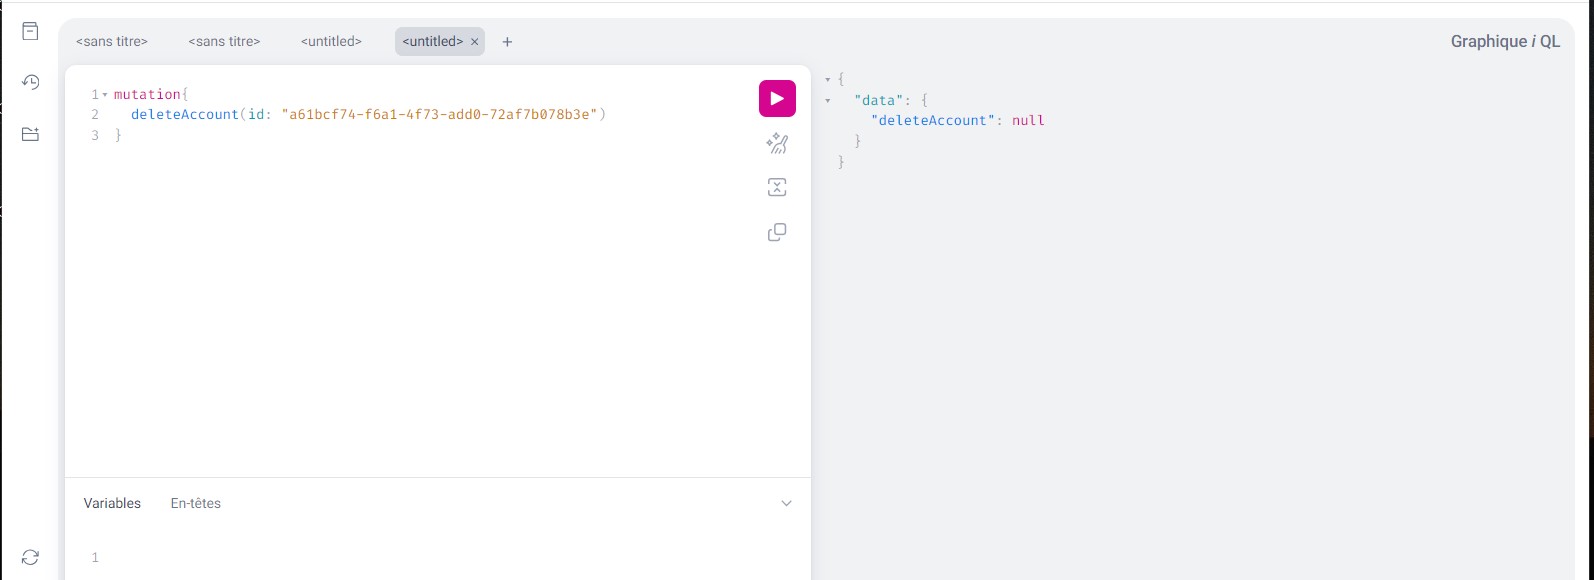 <sans titre> <sans titre> <untitled> <untitled> × + Graphique i QL
1 mutation{
2 deleteAccount(id: "a61bcf74-f6a1-4f73-add0-72af7b078b3e")
3 }
{
"data": {
"deleteAccount": null
}
}
Variables En-têtes
1